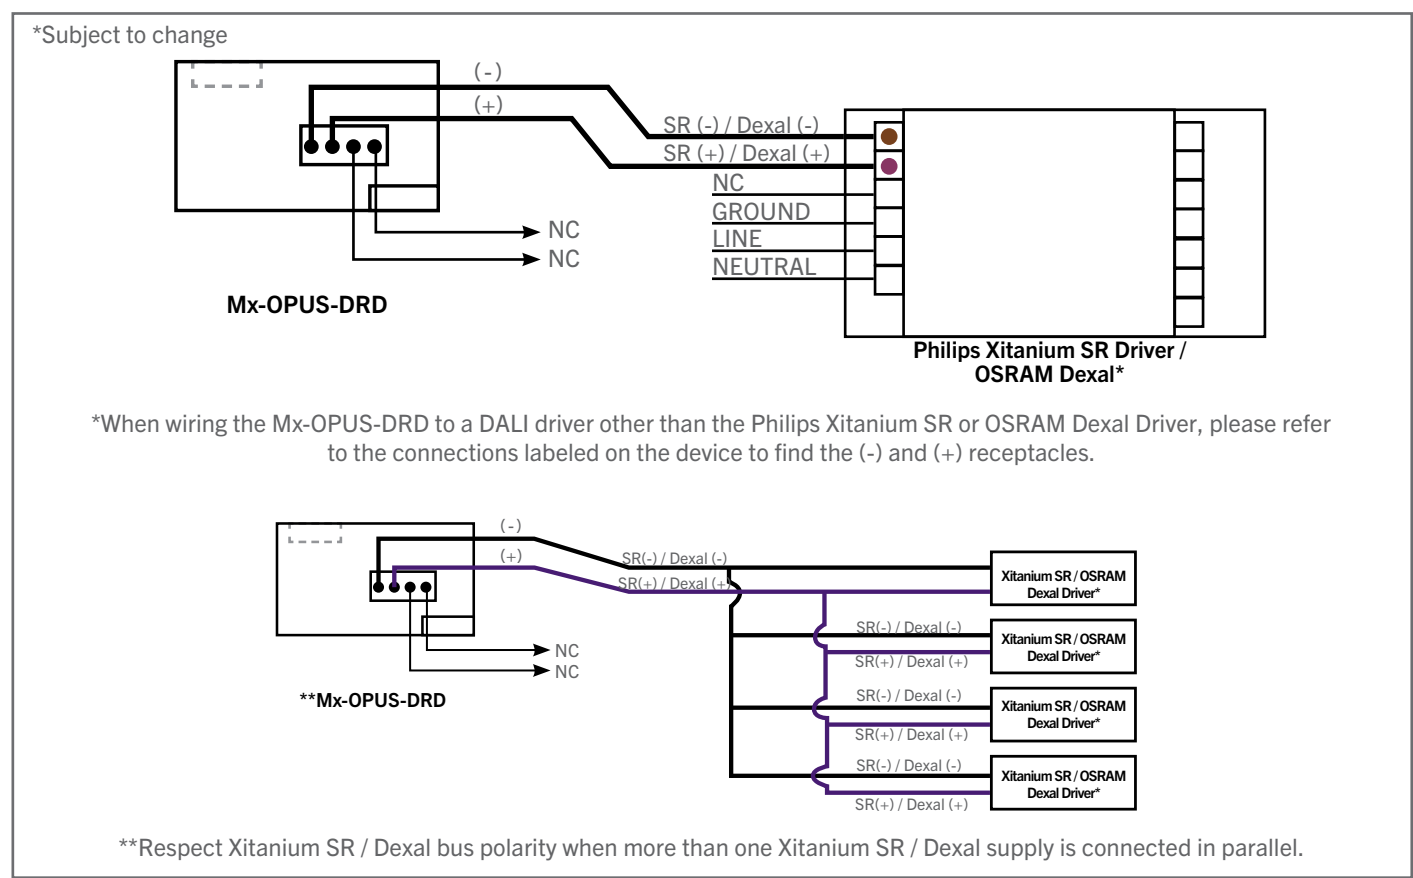 *Subject to change
(-)
(+)
SR (-) / Dexal (-)
SR (+) / Dexal (+)
NC
GROUND
LINE
NEUTRAL
NC
NC
Mx-OPUS-DRD
Philips Xitanium SR Driver /
OSRAM Dexal*
*When wiring the Mx-OPUS-DRD to a DALI driver other than the Philips Xitanium SR or OSRAM Dexal Driver, please refer
to the connections labeled on the device to find the (-) and (+) receptacles.
(-)
(+)
SR(-) / Dexal (-)
SR(+) / Dexal (+)
Xitanium SR / OSRAM
Dexal Driver*
SR(-) / Dexal (-)
SR(+) / Dexal (+)
Xitanium SR / OSRAM
Dexal Driver*
NC
NC
**Mx-OPUS-DRD
SR(-) / Dexal (-)
SR(+) / Dexal (+)
Xitanium SR / OSRAM
Dexal Driver*
SR(-) / Dexal (-)
SR(+) / Dexal (+)
Xitanium SR / OSRAM
Dexal Driver*
**Respect Xitanium SR / Dexal bus polarity when more than one Xitanium SR / Dexal supply is connected in parallel.